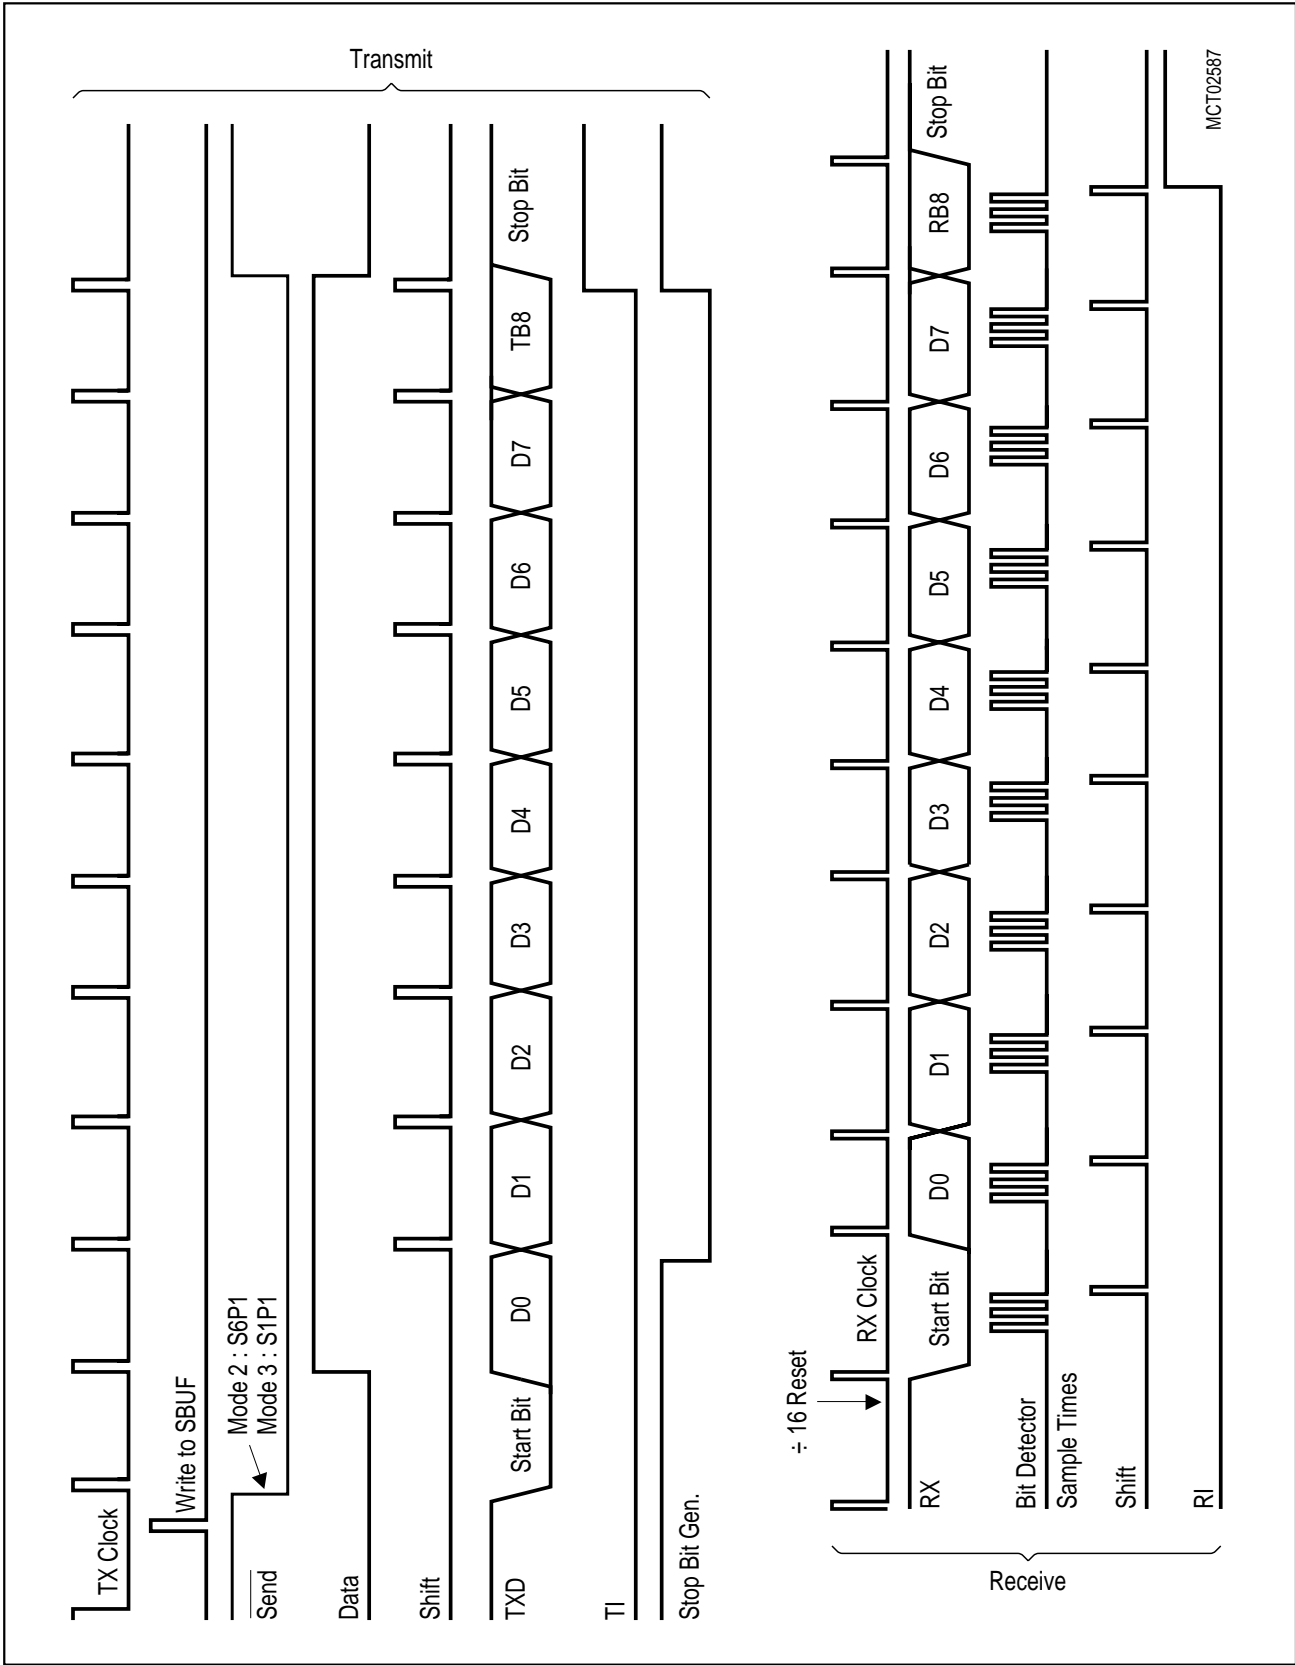 Transmit
TX Clock
Write to SBUF
Mode 2 : S6P1
Mode 3 : S1P1
Send
Data
Shift
TXD
Start Bit
D0
D1
D2
D3
D4
D5
D6
D7
TB8
Stop Bit
TI
Stop Bit Gen.
÷ 16 Reset
RX Clock
RX
Start Bit
D0
D1
D2
D3
D4
D5
D6
D7
RB8
Stop Bit
Bit Detector
Sample Times
Shift
RI
Receive
MCT02587